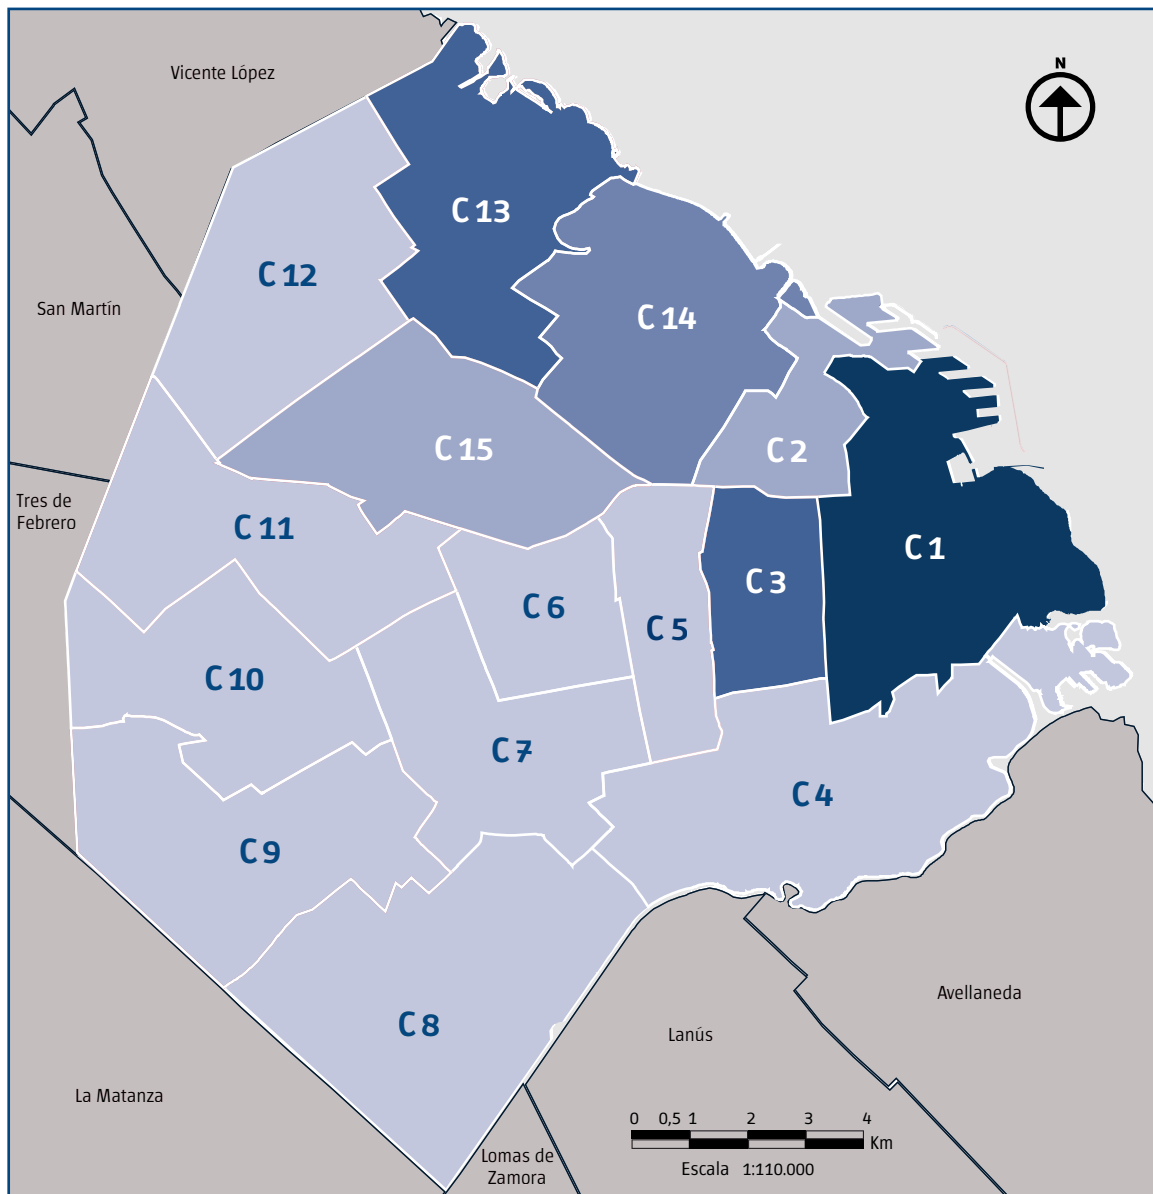 N
Vicente López
C 13
C 12
San Martín
C 14
C 15
C 2
Tres de
Febrero
C 11
C 1
C 3
C 6
C 5
C 10
C 7
C 4
C 9
Avellaneda
C 8
Lanús
La Matanza
0 0,5 1 2 3 4
Km
Lomas de
Zamora
Escala 1:110.000